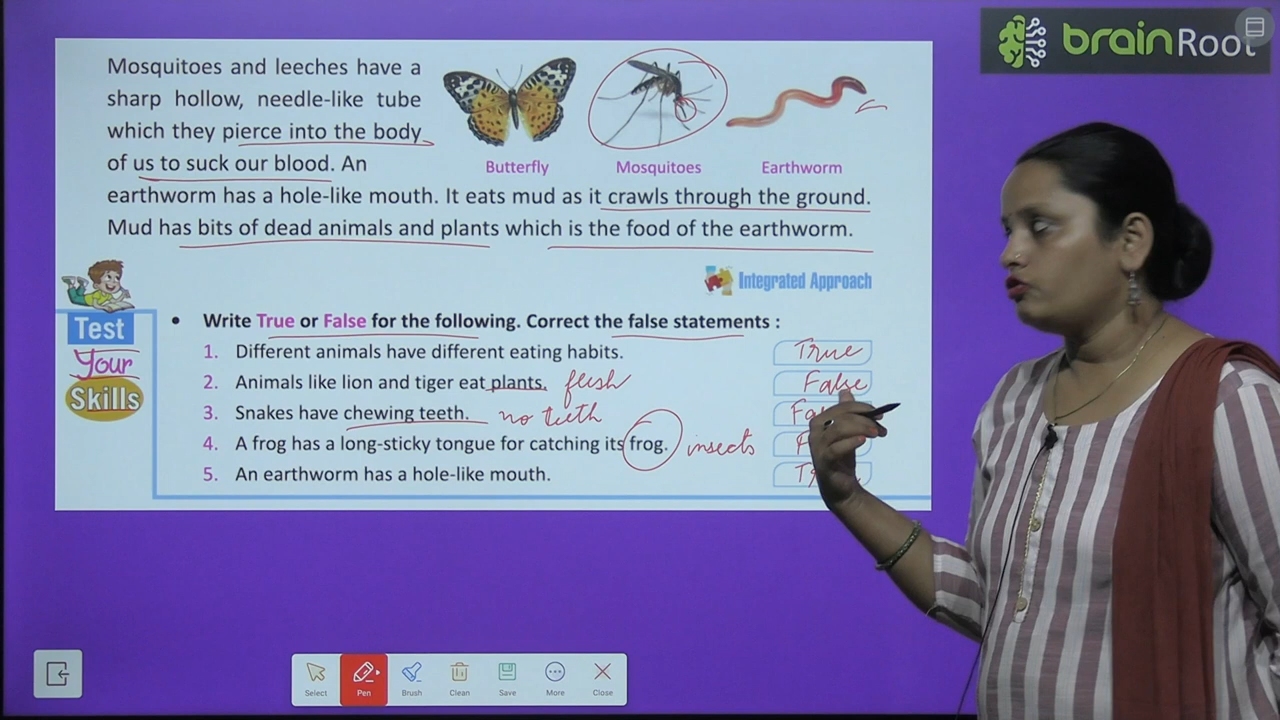 brainRoot
Mosquitoes and leeches have a
sharp hollow, needle-like tube
which they pierce into the body
of us to suck our blood. An
Butterfly
Mosquitoes
Earthworm
earthworm has a hole-like mouth. It eats mud as it crawls through the ground.
Mud has bits of dead animals and plants which is the food of the earthworm.
Integrated Approach
Test
Your
Skills
• Write True or False for the following. Correct the false statements :
1. Different animals have different eating habits. True
2. Animals like lion and tiger eat plants. flesh False
3. Snakes have chewing teeth. no teeth
4. A frog has a long-sticky tongue for catching its frog. insects
5. An earthworm has a hole-like mouth.
Select
Pen
Brush
Clean
Save
More
Close